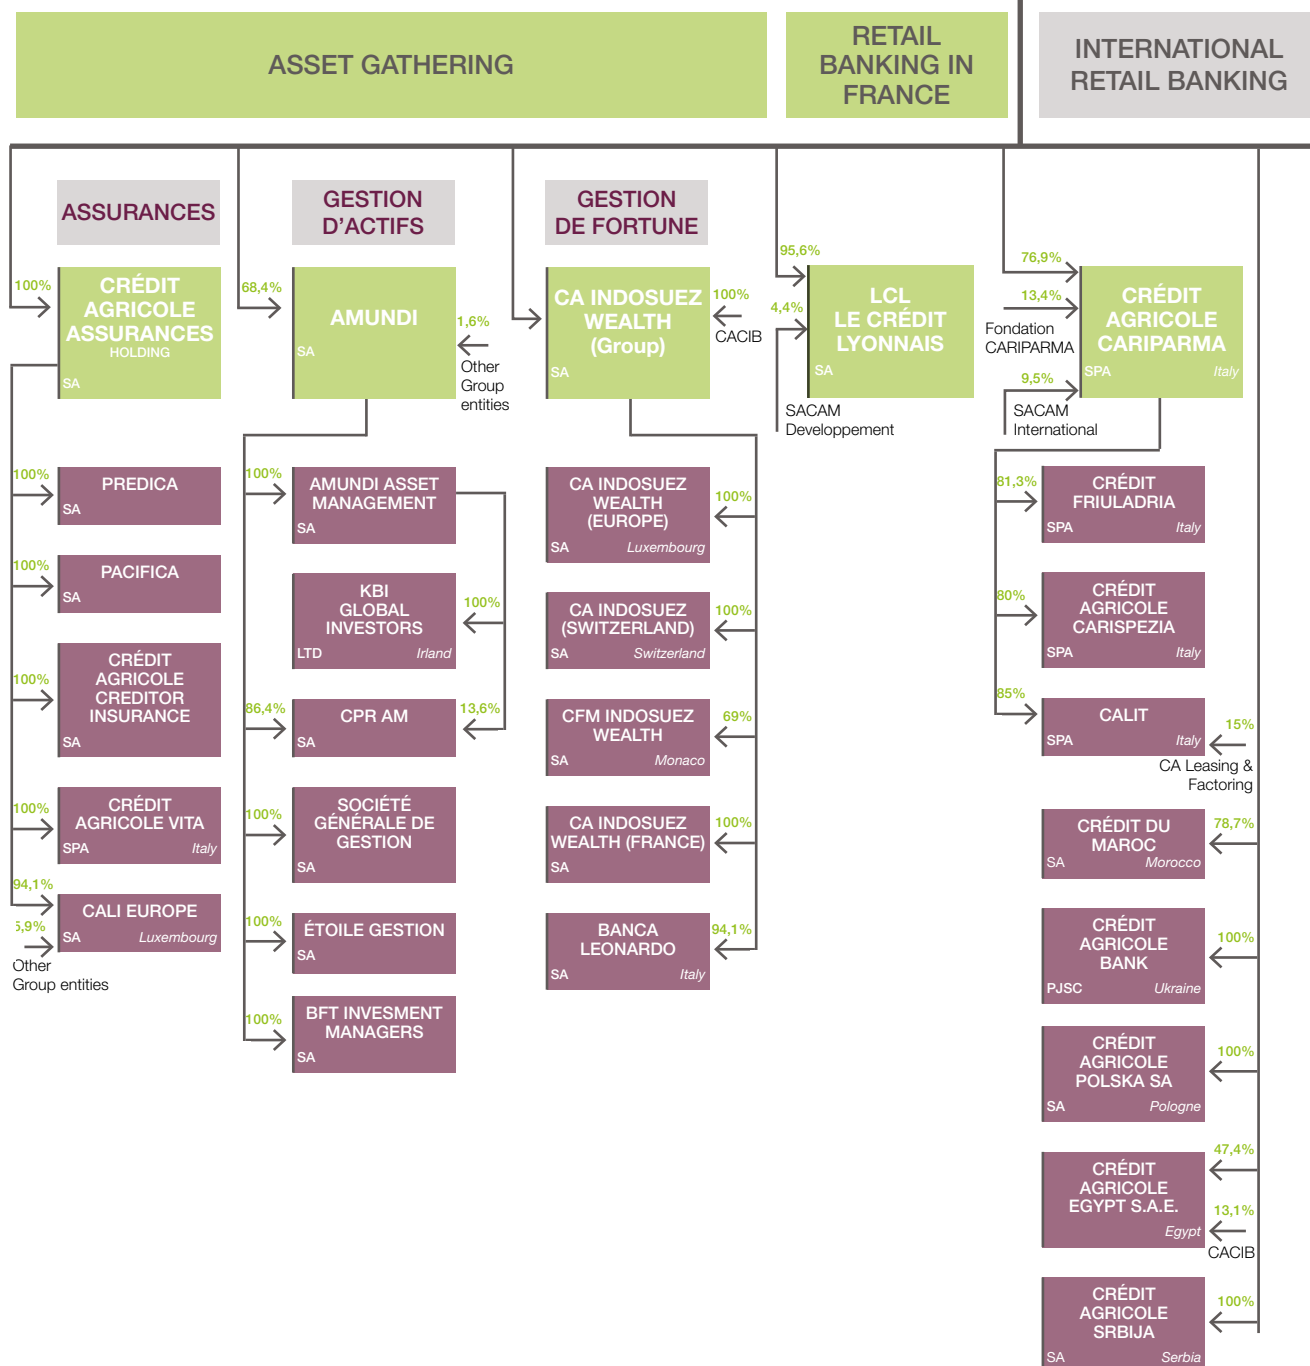 ASSET GATHERING
RETAIL
BANKING IN
FRANCE
INTERNATIONAL
RETAIL BANKING
ASSURANCES
100%
CRÉDIT
AGRICOLE
ASSURANCES
HOLDING
SA
100%
PREDICA
SA
100%
PACIFICA
SA
100%
CRÉDIT
AGRICOLE
CREDITOR
INSURANCE
SA
100%
CRÉDIT
AGRICOLE VITA
SPA Italy
94,1%
CALI EUROPE
SA Luxembourg
5,9%
Other
Group entities
GESTION
D’ACTIFS
68,4%
AMUNDI
SA
1,6%
Other
Group
entities
100%
AMUNDI ASSET
MANAGEMENT
SA
KBI
GLOBAL
INVESTORS
LTD Irland
100%
86,4%
CPR AM
SA
13,6%
100%
SOCIÉTÉ
GÉNÉRALE DE
GESTION
SA
100%
ÉTOILE GESTION
SA
100%
BFT INVESMENT
MANAGERS
SA
GESTION
DE FORTUNE
CA INDOSUEZ
WEALTH
(Group)
SA
100%
CACIB
CA INDOSUEZ
WEALTH
(EUROPE)
SA Luxembourg
100%
CA INDOSUEZ
(SWITZERLAND)
SA Switzerland
100%
CFM INDOSUEZ
WEALTH
SA Monaco
69%
CA INDOSUEZ
WEALTH (FRANCE)
SA
100%
BANCA
LEONARDO
SA Italy
94,1%
95,6%
4,4%
LCL
LE CRÉDIT
LYONNAIS
SA
SACAM
Developpement
76,9%
13,4%
Fondation
CARIPARMA
9,5%
SACAM
International
CRÉDIT
AGRICOLE
CARIPARMA
SPA Italy
81,3%
CRÉDIT
FRIULADRIA
SPA Italy
80%
CRÉDIT
AGRICOLE
CARISPEZIA
SPA Italy
85%
CALIT
SPA Italy
15%
CA Leasing &
Factoring
CRÉDIT DU
MAROC
SA Morocco
78,7%
CRÉDIT
AGRICOLE
BANK
PJSC Ukraine
100%
CRÉDIT
AGRICOLE
POLSKA SA
SA Pologne
100%
CRÉDIT
AGRICOLE
EGYPT S.A.E.
Egypt
47,4%
13,1%
CACIB
CRÉDIT
AGRICOLE
SRBIJA
SA Serbia
100%